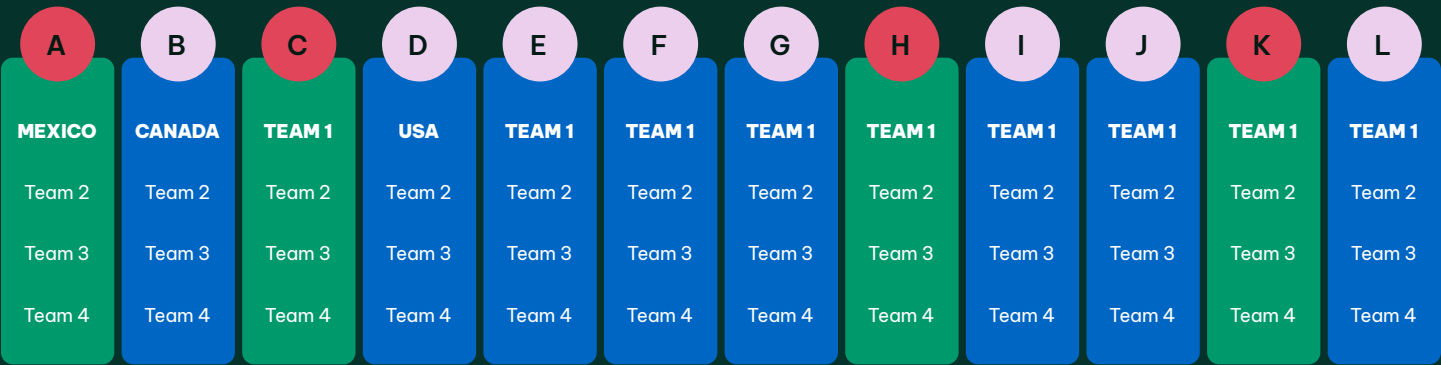 A B C D E F G H I J K L
MEXICO CANADA TEAM 1 USA TEAM 1 TEAM 1 TEAM 1 TEAM 1 TEAM 1 TEAM 1 TEAM 1 TEAM 1
Team 2 Team 2 Team 2 Team 2 Team 2 Team 2 Team 2 Team 2 Team 2 Team 2 Team 2 Team 2
Team 3 Team 3 Team 3 Team 3 Team 3 Team 3 Team 3 Team 3 Team 3 Team 3 Team 3 Team 3
Team 4 Team 4 Team 4 Team 4 Team 4 Team 4 Team 4 Team 4 Team 4 Team 4 Team 4 Team 4